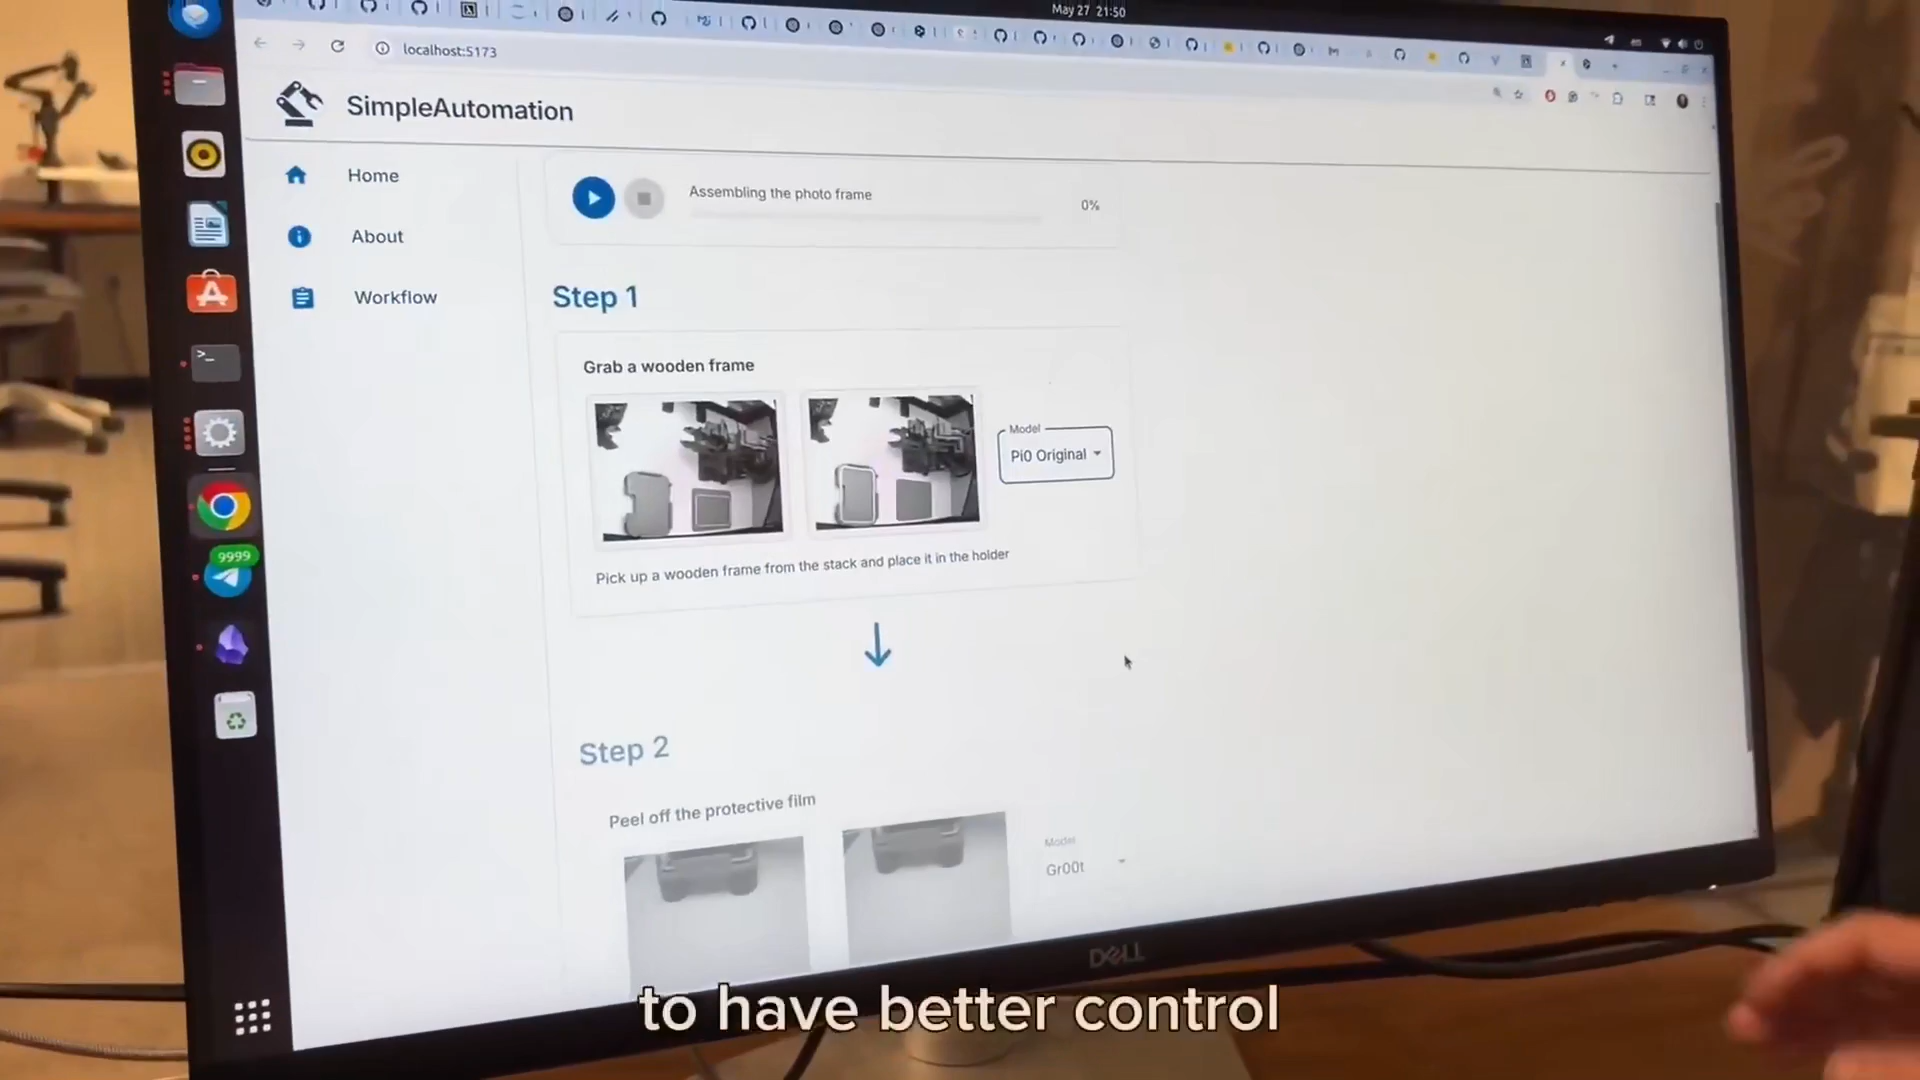 May 27 21:50
localhost:5173
SimpleAutomation
Home
About
Workflow
Assembling the photo frame
0%
Step 1
Grab a wooden frame
Model
Pi0 Original
Pick up a wooden frame from the stack and place it in the holder
Step 2
Peel off the protective film
Model
Gr00t
9999
DELL
to have better control